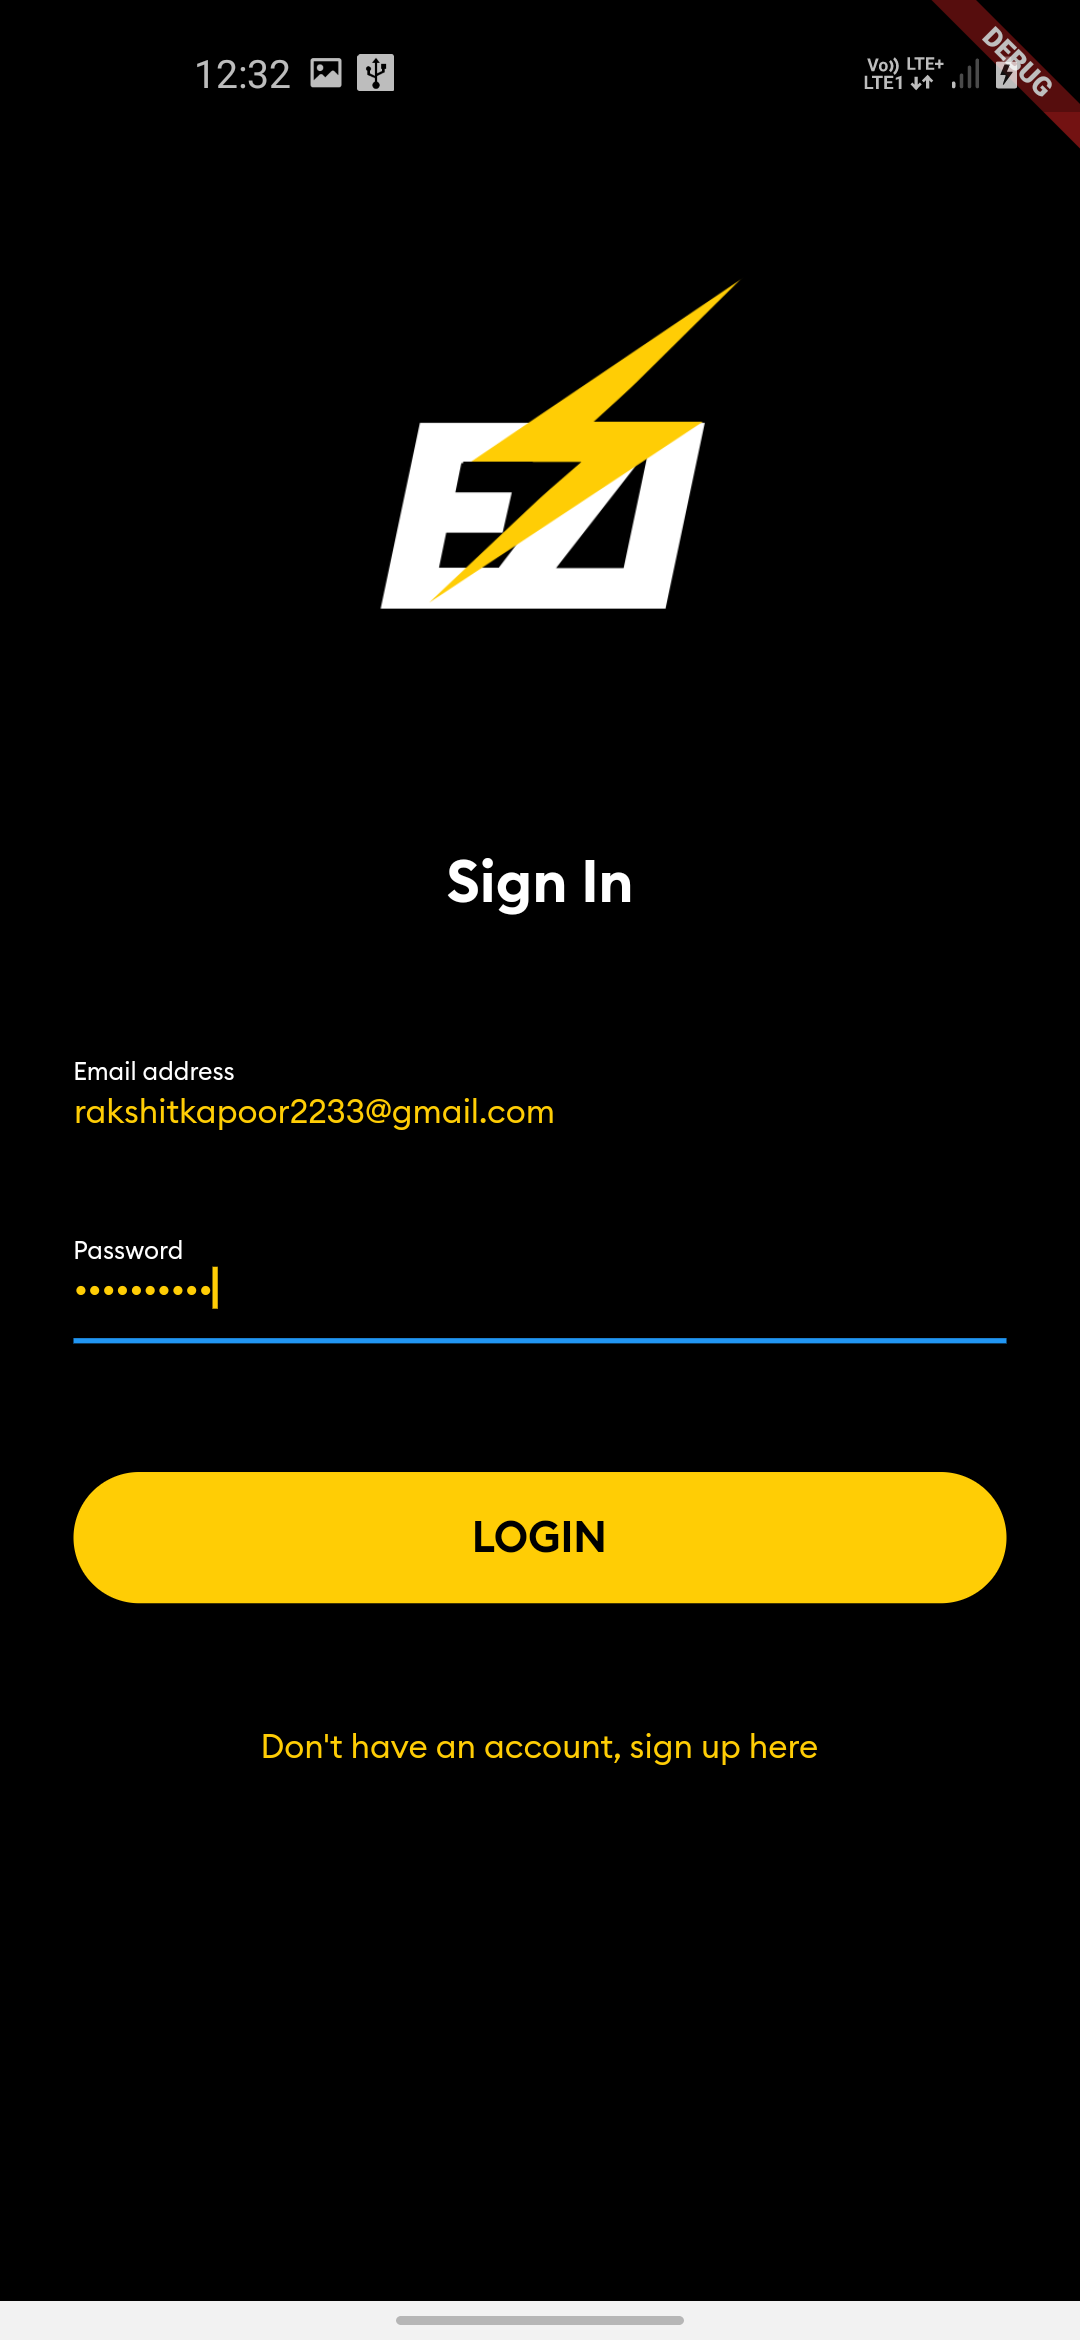 12:32
Vo)) LTE+
LTE1
DEBUG
EZI
Sign In
Email address
rakshitkapoor2233@gmail.com
Password
••••••••••
LOGIN
Don't have an account, sign up here